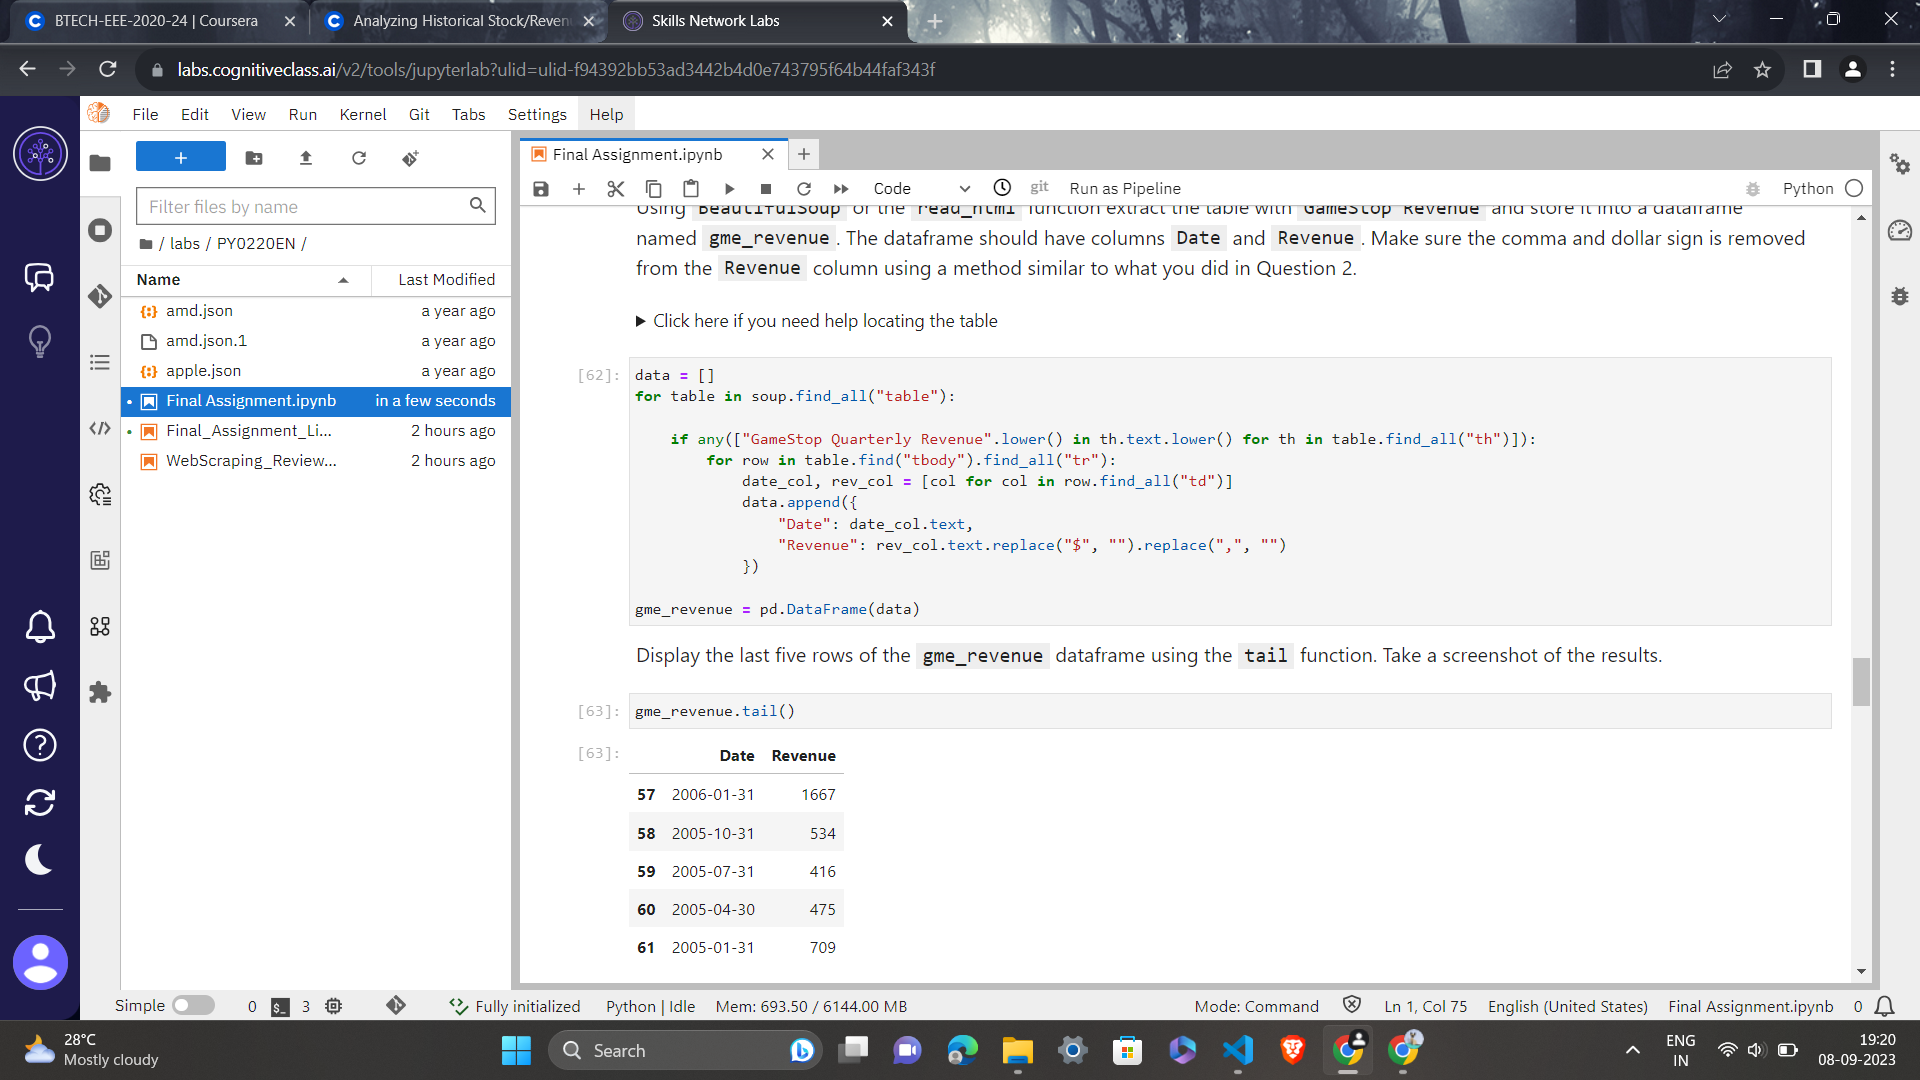 BTECH-EEE-2020-24 | Coursera
Analyzing Historical Stock/Reven
Skills Network Labs
labs.cognitiveclass.ai/v2/tools/jupyterlab?ulid=ulid-f94392bb53ad3442b4d0e743795f64b44faf343f
File Edit View Run Kernel Git Tabs Settings Help
+
Filter files by name
/ labs / PY0220EN /
Name Last Modified
amd.json a year ago
amd.json.1 a year ago
apple.json a year ago
Final Assignment.ipynb in a few seconds
Final_Assignment_Li... 2 hours ago
WebScraping_Review... 2 hours ago
Final Assignment.ipynb
Code git Run as Pipeline Python
Using BeautifulSoup or the read_html function extract the table with GameStop Revenue and store it into a dataframe
named gme_revenue . The dataframe should have columns Date and Revenue . Make sure the comma and dollar sign is removed
from the Revenue column using a method similar to what you did in Question 2.
Click here if you need help locating the table
[62]: data = []
for table in soup.find_all("table"):
if any(["GameStop Quarterly Revenue".lower() in th.text.lower() for th in table.find_all("th")]):
for row in table.find("tbody").find_all("tr"):
date_col, rev_col = [col for col in row.find_all("td")]
data.append({
"Date": date_col.text,
"Revenue": rev_col.text.replace("$", "").replace(",", "")
})
gme_revenue = pd.DataFrame(data)
Display the last five rows of the gme_revenue dataframe using the tail function. Take a screenshot of the results.
[63]: gme_revenue.tail()
[63]: Date Revenue
57 2006-01-31 1667
58 2005-10-31 534
59 2005-07-31 416
60 2005-04-30 475
61 2005-01-31 709
Simple 0 3 Fully initialized Python | Idle Mem: 693.50 / 6144.00 MB Mode: Command Ln 1, Col 75 English (United States) Final Assignment.ipynb 0
28°C
Mostly cloudy
Search
ENG
IN
19:20
08-09-2023